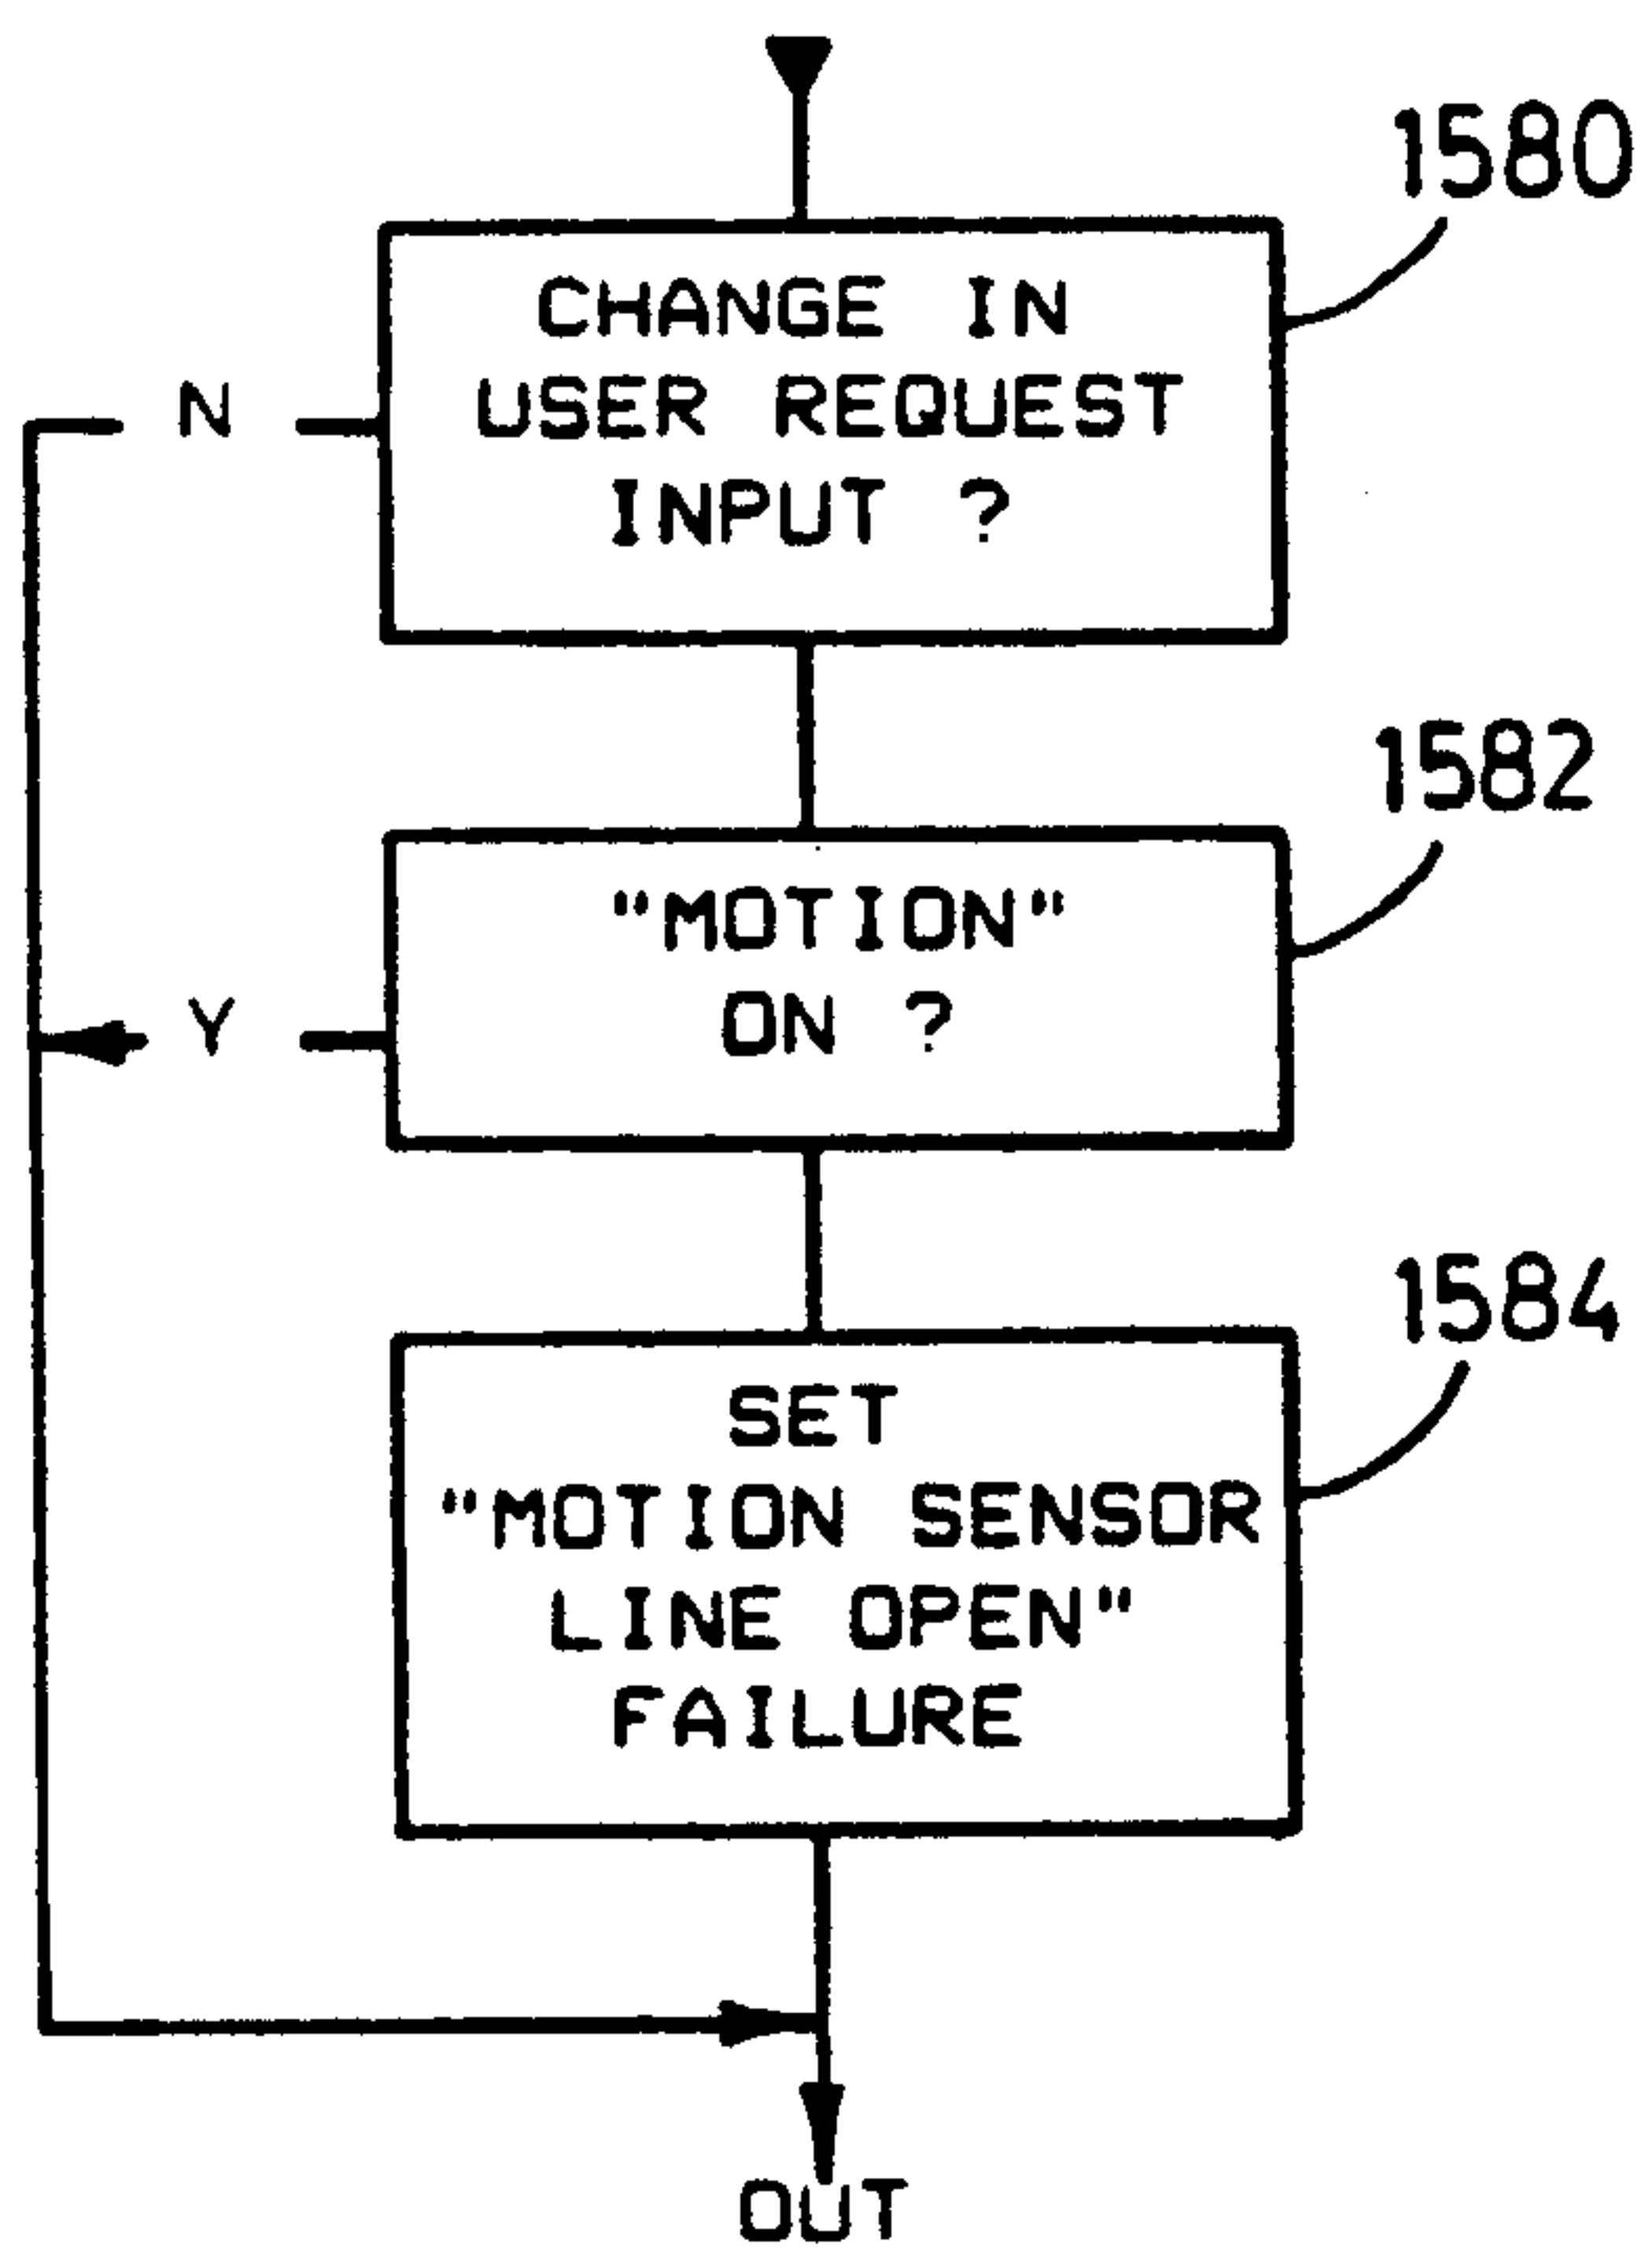 1580
CHANGE IN
USER REQUEST
INPUT ?
N
1582
"MOTION"
ON ?
Y
1584
SET
"MOTION SENSOR
LINE OPEN"
FAILURE
OUT